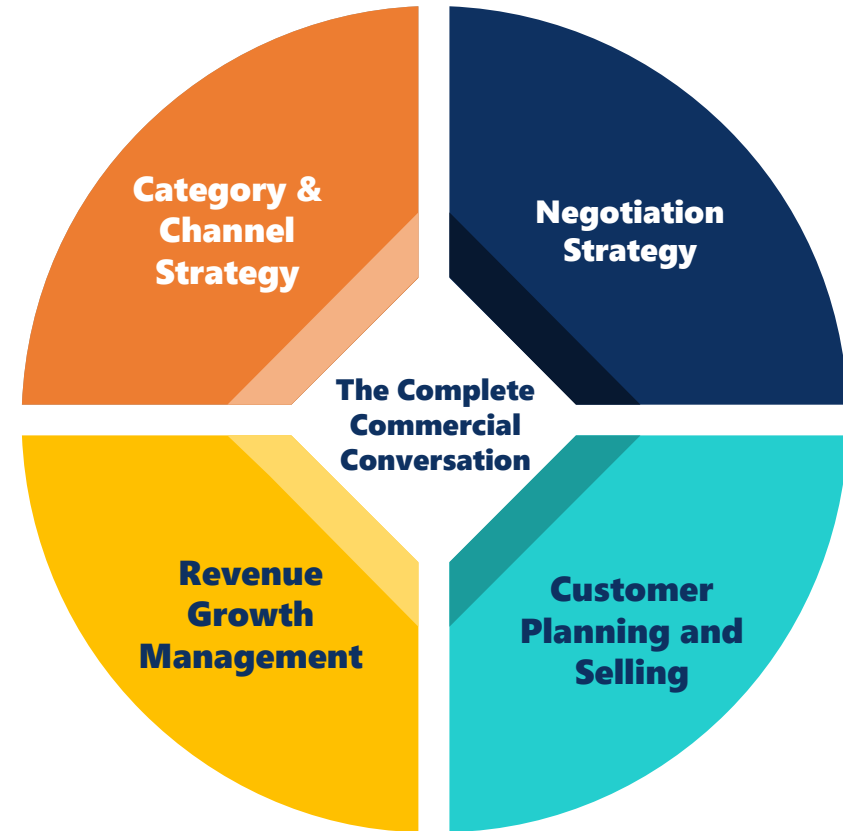 Category &
Channel
Strategy
Negotiation
Strategy
The Complete
Commercial
Conversation
Revenue
Growth
Management
Customer
Planning and
Selling